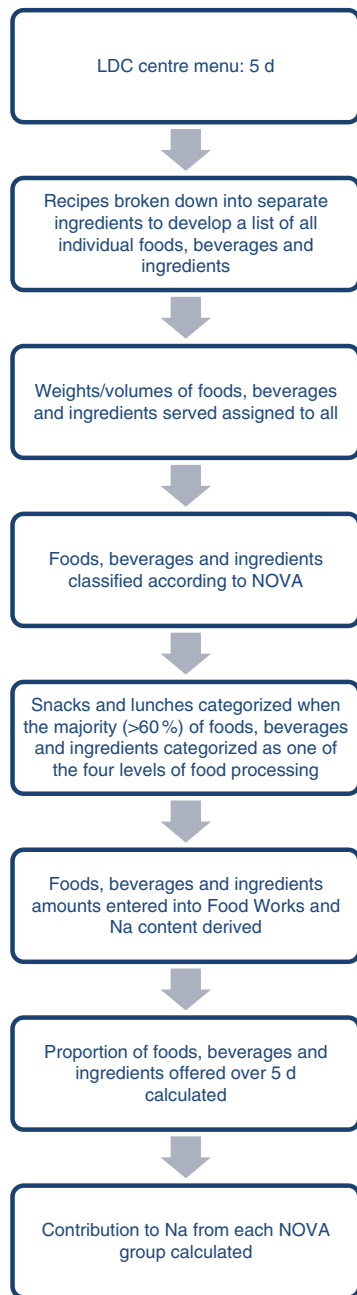 LDC centre menu: 5 d
Recipes broken down into separate
ingredients to develop a list of all
individual foods, beverages and
ingredients
Weights/volumes of foods, beverages
and ingredients served assigned to all
Foods, beverages and ingredients
classified according to NOVA
Snacks and lunches categorized when
the majority (>60 %) of foods, beverages
and ingredients categorized as one of
the four levels of food processing
Foods, beverages and ingredients
amounts entered into Food Works and
Na content derived
Proportion of foods, beverages and
ingredients offered over 5 d
calculated
Contribution to Na from each NOVA
group calculated